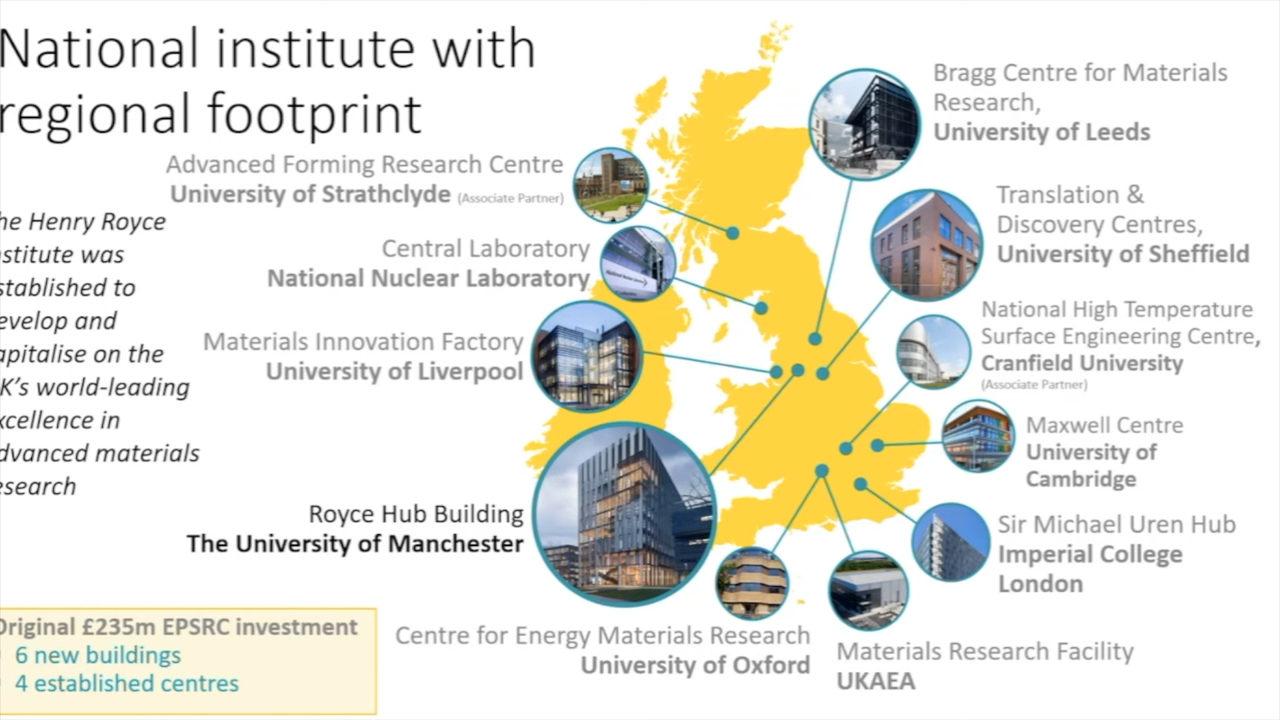 National institute with
regional footprint
he Henry Royce
stitute was
stablished to
evelop and
apitalise on the
K's world-leading
xcellence in
dvanced materials
esearch
Original £235m EPSRC investment
6 new buildings
4 established centres
Advanced Forming Research Centre
University of Strathclyde (Associate Partner)
Central Laboratory
National Nuclear Laboratory
Materials Innovation Factory
University of Liverpool
Royce Hub Building
The University of Manchester
Centre for Energy Materials Research
University of Oxford
Materials Research Facility
UKAEA
Bragg Centre for Materials
Research,
University of Leeds
Translation &
Discovery Centres,
University of Sheffield
National High Temperature
Surface Engineering Centre,
Cranfield University
(Associate Partner)
Maxwell Centre
University of
Cambridge
Sir Michael Uren Hub
Imperial College
London